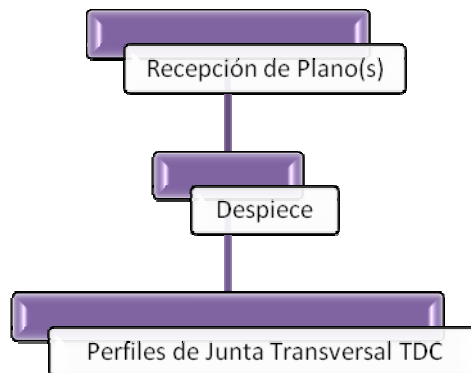 Recepción de Plano(s)
Despiece
Perfiles de Junta Transversal TDC